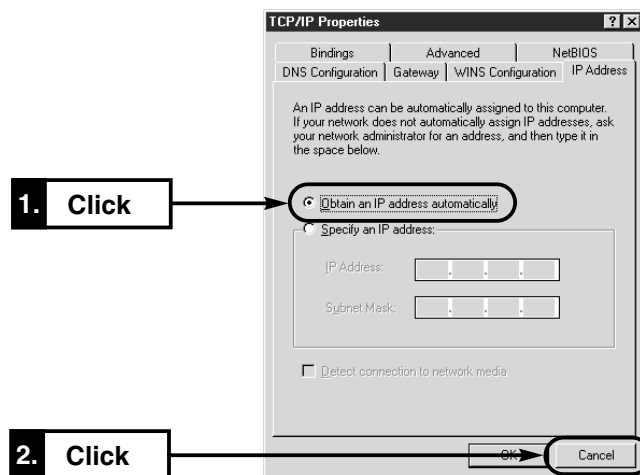 TCP/IP Properties
Bindings Advanced NetBIOS
DNS Configuration Gateway WINS Configuration IP Address
An IP address can be automatically assigned to this computer.
If your network does not automatically assign IP addresses, ask
your network administrator for an address, and then type it in
the space below.
1. Click
Obtain an IP address automatically
Specify an IP address:
IP Address:
Subnet Mask:
Detect connection to network media
2. Click
OK Cancel